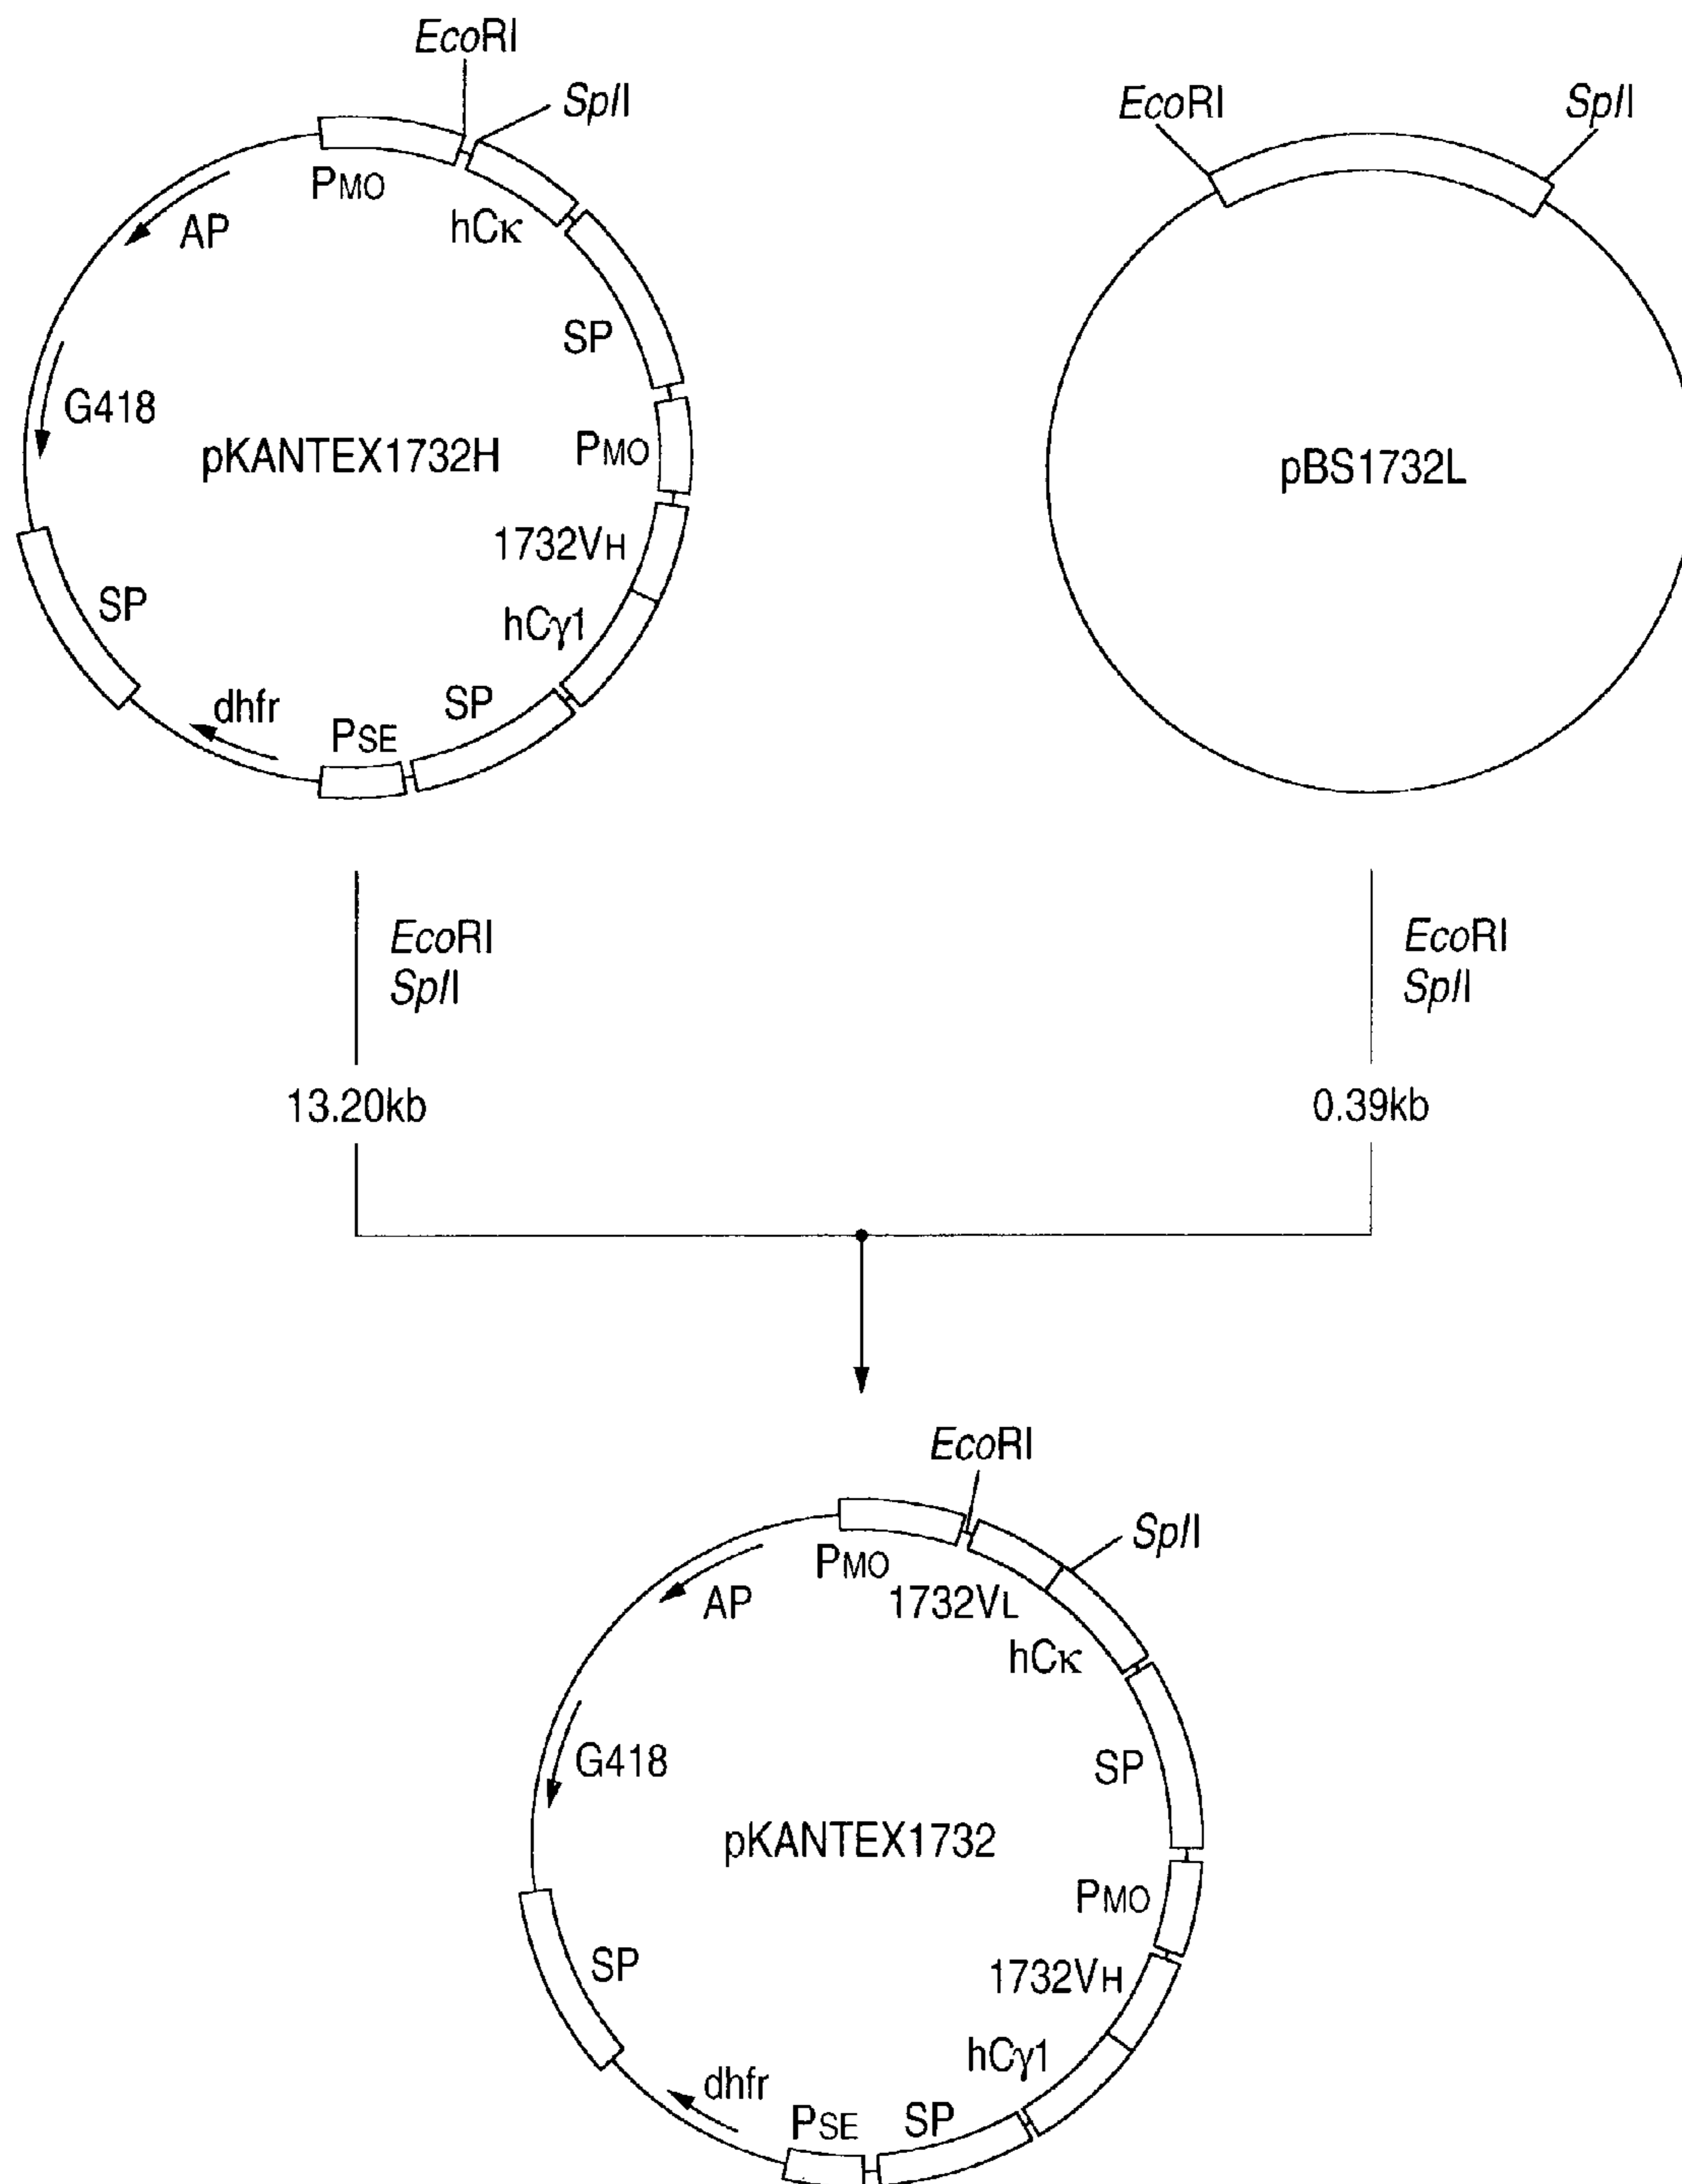 EcoRI
SplI
PMO
hCκ
AP
SP
G418
pKANTEX1732H
PMO
1732VH
hCγ1
SP
SP
dhfr
PSE
EcoRI
SplI
pBS1732L
EcoRI
SplI
13.20kb
EcoRI
SplI
0.39kb
EcoRI
SplI
PMO
1732VL
AP
hCκ
G418
SP
pKANTEX1732
PMO
SP
1732VH
hCγ1
dhfr
PSE
SP